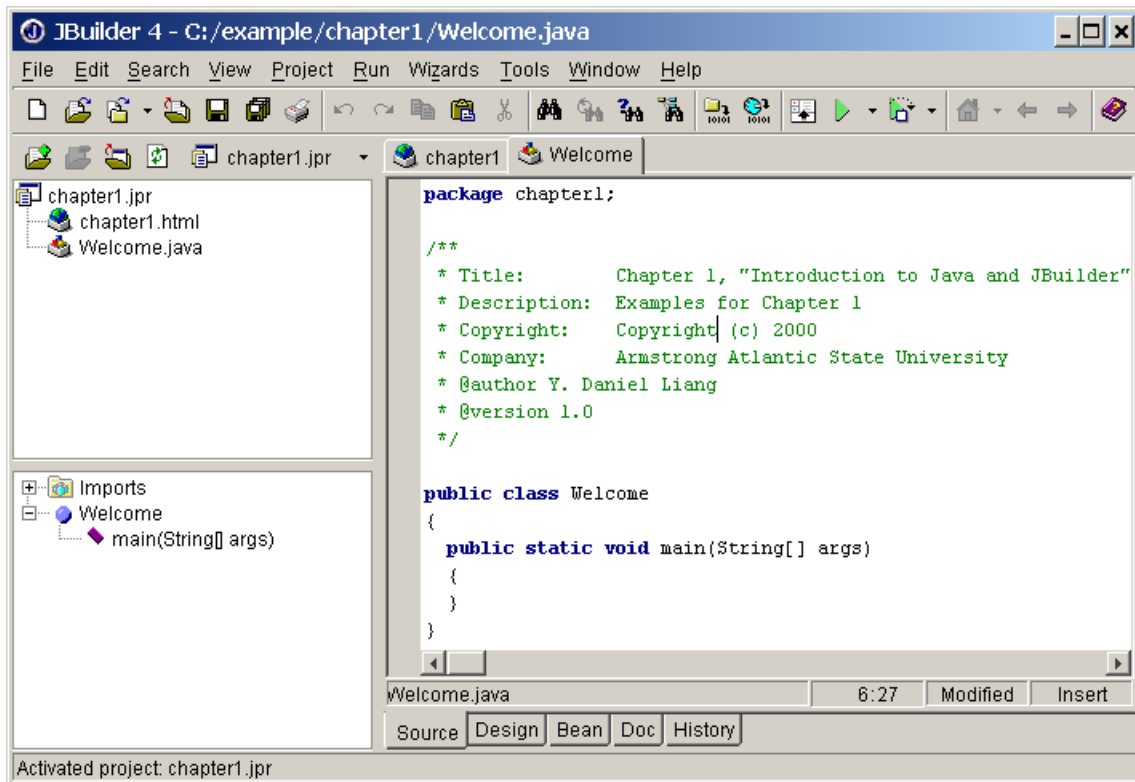 JBuilder 4 - C:/example/chapter1/Welcome.java
File Edit Search View Project Run Wizards Tools Window Help
chapter1.jpr
chapter1 Welcome
chapter1.jpr
chapter1.html
Welcome.java
Imports
Welcome
main(String[] args)
package chapter1;
/**
* Title: Chapter 1, "Introduction to Java and JBuilder"
* Description: Examples for Chapter 1
* Copyright: Copyright (c) 2000
* Company: Armstrong Atlantic State University
* @author Y. Daniel Liang
* @version 1.0
*/
public class Welcome
{
public static void main(String[] args)
{
}
}
Welcome.java 6:27 Modified Insert
Source Design Bean Doc History
Activated project: chapter1.jpr